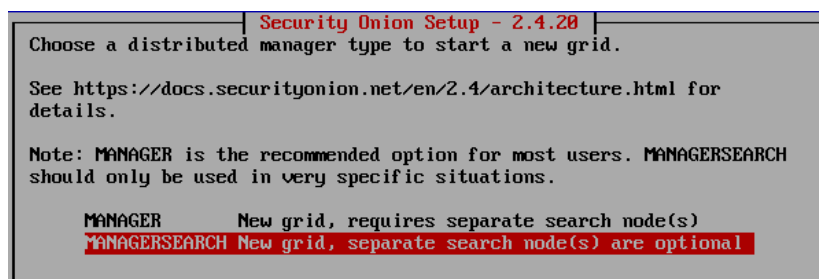 Security Onion Setup - 2.4.20
Choose a distributed manager type to start a new grid.
See https://docs.securityonion.net/en/2.4/architecture.html for
details.
Note: MANAGER is the recommended option for most users. MANAGERSEARCH
should only be used in very specific situations.
MANAGER New grid, requires separate search node(s)
MANAGERSEARCH New grid, separate search node(s) are optional